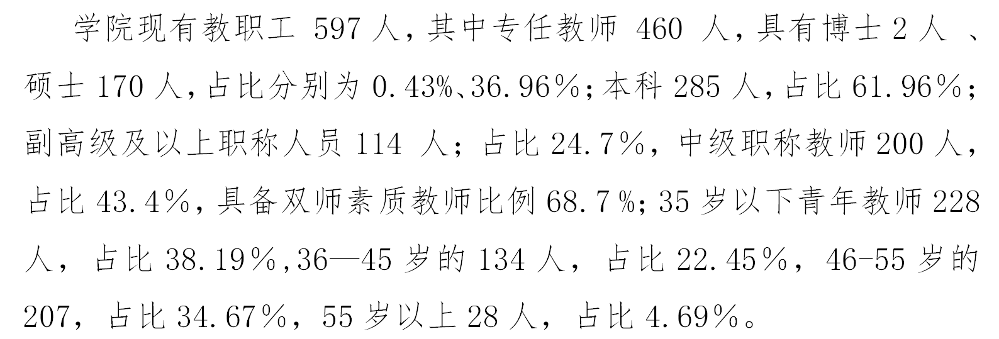 学院现有教职工 597 人，其中专任教师 460 人，具有博士 2 人 、
硕士 170 人，占比分别为 0.43%、36.96％；本科 285 人，占比 61.96％；
副高级及以上职称人员 114 人；占比 24.7％，中级职称教师 200 人，
占比 43.4％，具备双师素质教师比例 68.7％；35 岁以下青年教师 228
人，占比 38.19％,36—45 岁的 134 人，占比 22.45％，46-55 岁的
207，占比 34.67％，55 岁以上 28 人，占比 4.69％。